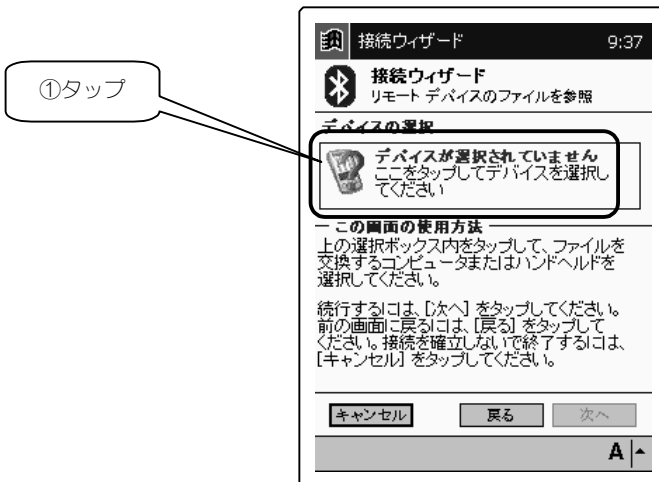 ①タップ
接続ウィザード 9:37
接続ウィザード
リモート デバイスのファイルを参照
デバイスの選択
デバイスが選択されていません
ここをタップしてデバイスを選択し
てください
この画面の使用方法
上の選択ボックス内をタップして、ファイルを
交換するコンピュータまたはハンドヘルドを
選択してください。
続行するには、[次へ] をタップしてください。
前の画面に戻るには、[戻る] をタップして
ください。接続を確立しないで終了するには、
[キャンセル] をタップしてください。
キャンセル 戻る 次へ
A